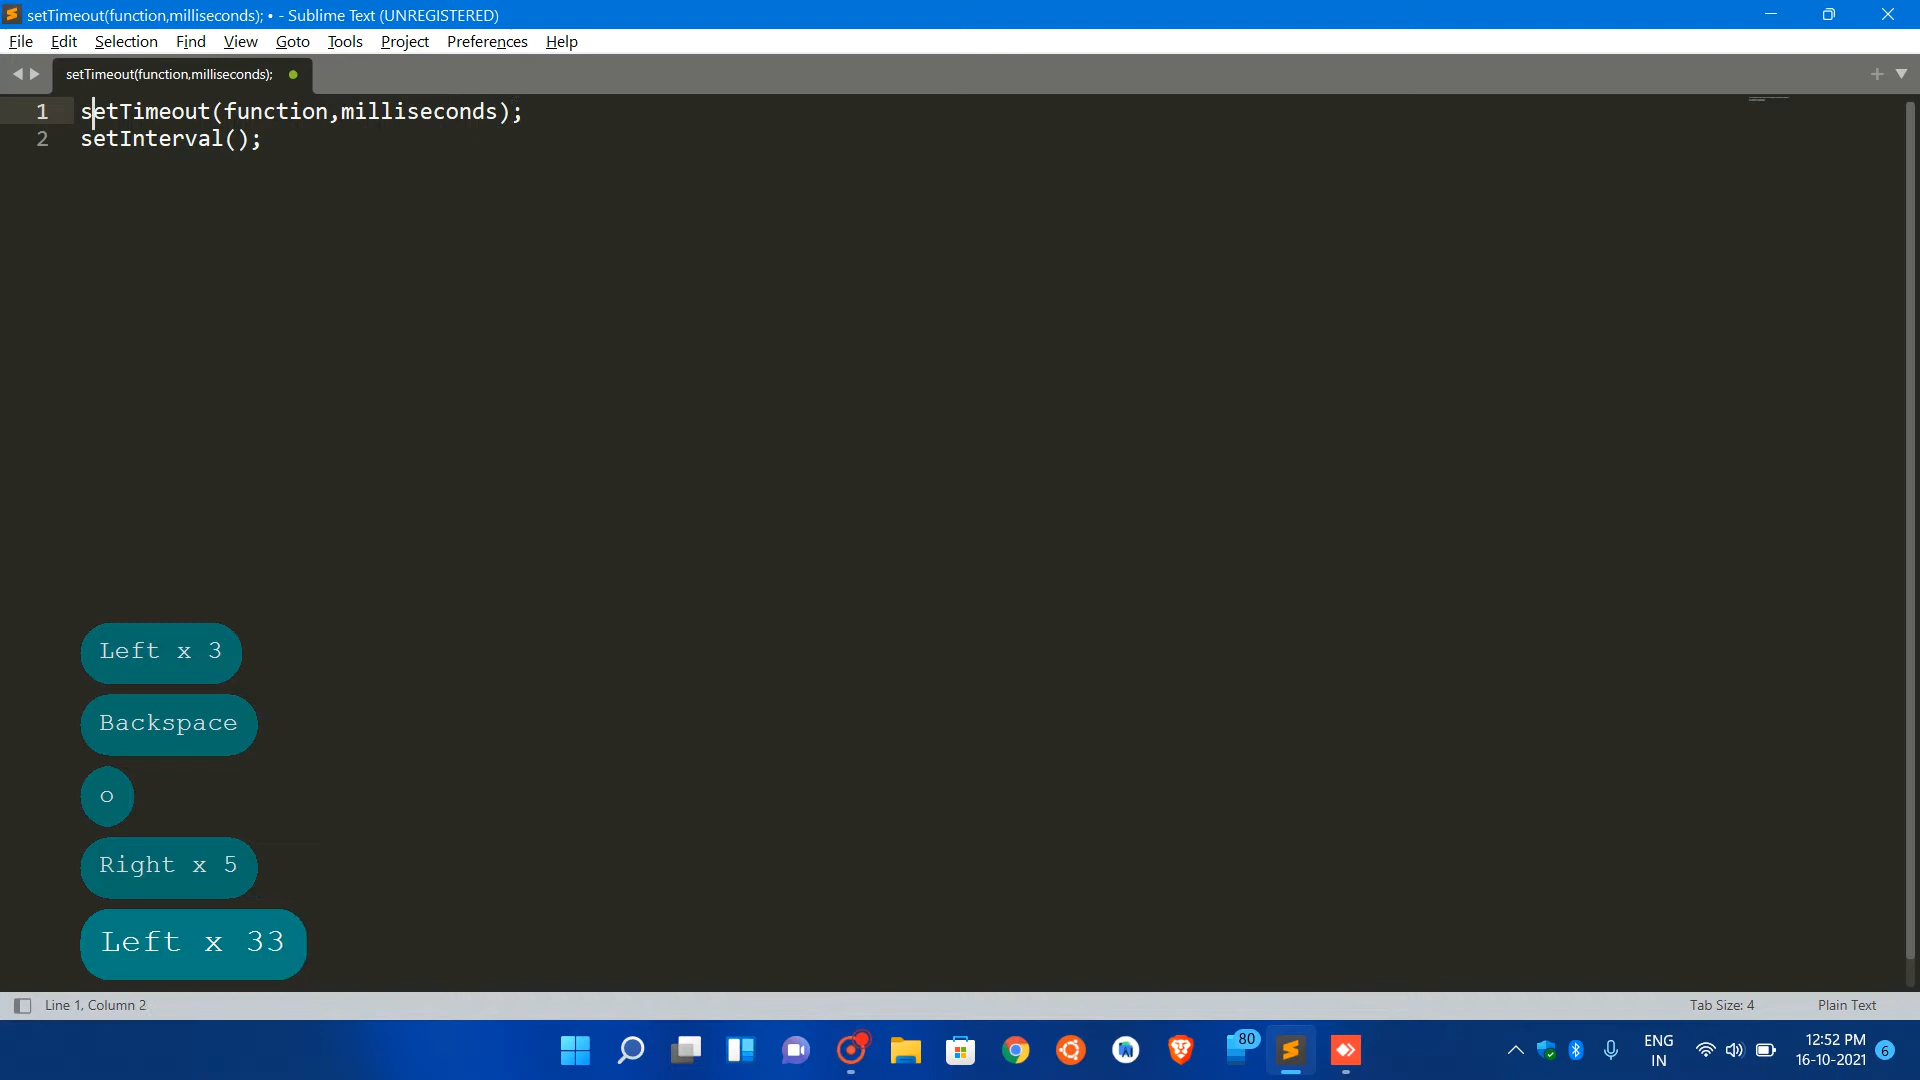 setTimeout(function,milliseconds); • - Sublime Text (UNREGISTERED)
File Edit Selection Find View Goto Tools Project Preferences Help
setTimeout(function,milliseconds);
1 setTimeout(function,milliseconds);
2 setInterval();
Left x 3
Backspace
o
Right x 5
Left x 33
Line 1, Column 2 Tab Size: 4 Plain Text
80
ENG
IN
12:52 PM
16-10-2021
6